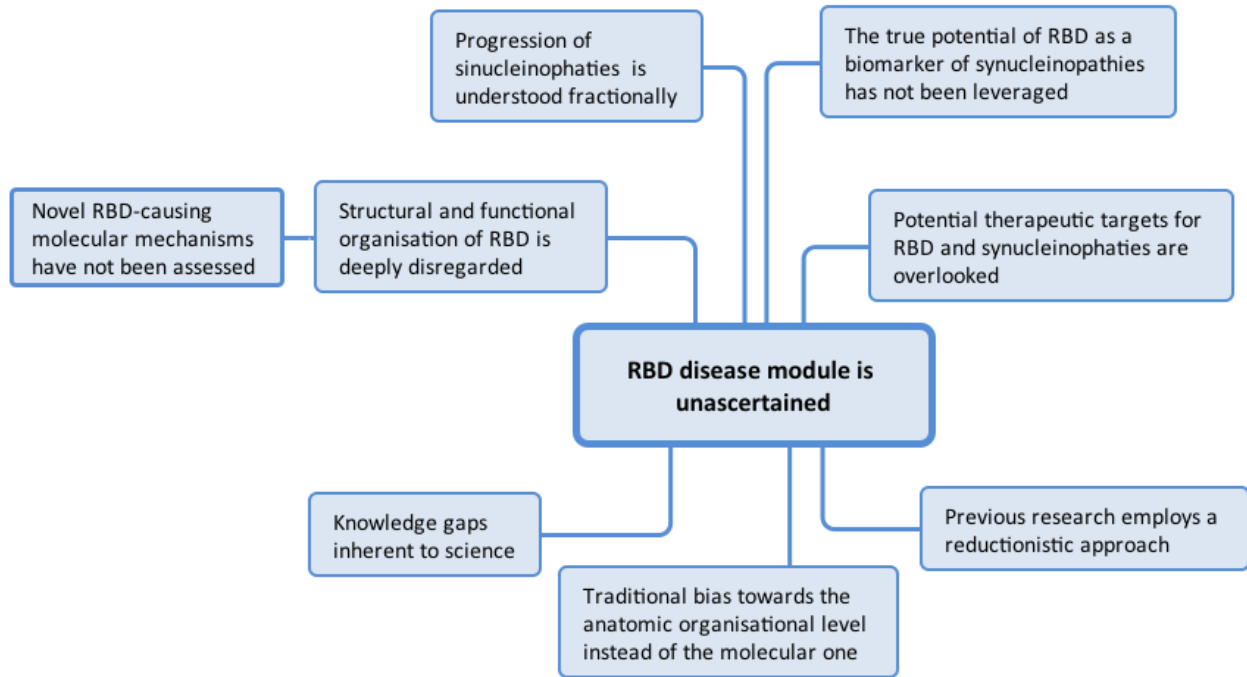 Progression of
sinucleinophaties is
understood fractionally
The true potential of RBD as a
biomarker of synucleinopathies
has not been leveraged
Novel RBD-causing
molecular mechanisms
have not been assessed
Structural and functional
organisation of RBD is
deeply disregarded
Potential therapeutic targets for
RBD and synucleinophaties are
overlooked
RBD disease module is
unascertained
Knowledge gaps
inherent to science
Previous research employs a
reductionistic approach
Traditional bias towards the
anatomic organisational level
instead of the molecular one